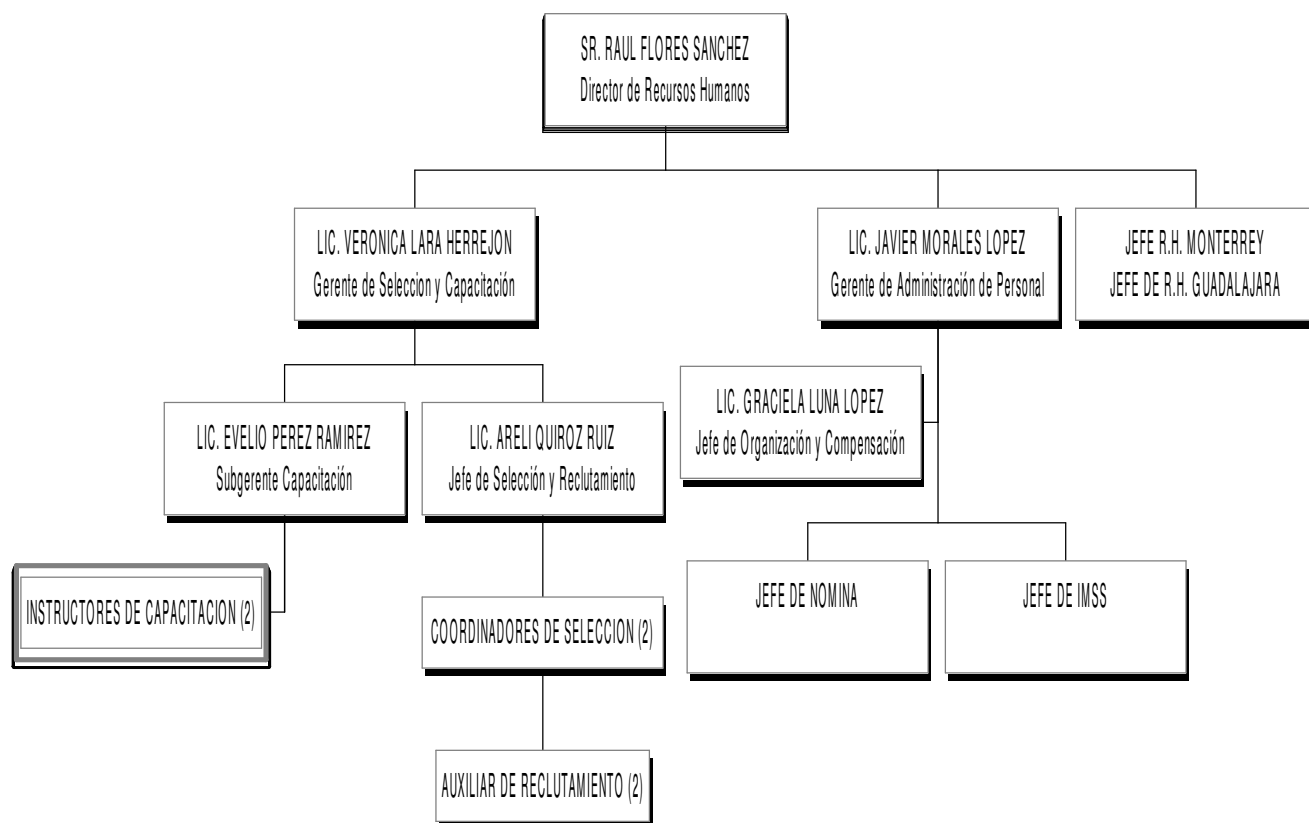 SR. RAUL FLORES SANCHEZ
Director de Recursos Humanos
LIC. VERONICA LARA HERREJON
Gerente de Seleccion y Capacitación
LIC. JAVIER MORALES LOPEZ
Gerente de Administración de Personal
JEFE R.H. MONTERREY
JEFE DE R.H. GUADALAJARA
LIC. EVELIO PEREZ RAMIREZ
Subgerente Capacitación
LIC. ARELI QUIROZ RUIZ
Jefe de Selección y Reclutamiento
LIC. GRACIELA LUNA LOPEZ
Jefe de Organización y Compensación
INSTRUCTORES DE CAPACITACION (2)
COORDINADORES DE SELECCION (2)
JEFE DE NOMINA
JEFE DE IMSS
AUXILIAR DE RECLUTAMIENTO (2)